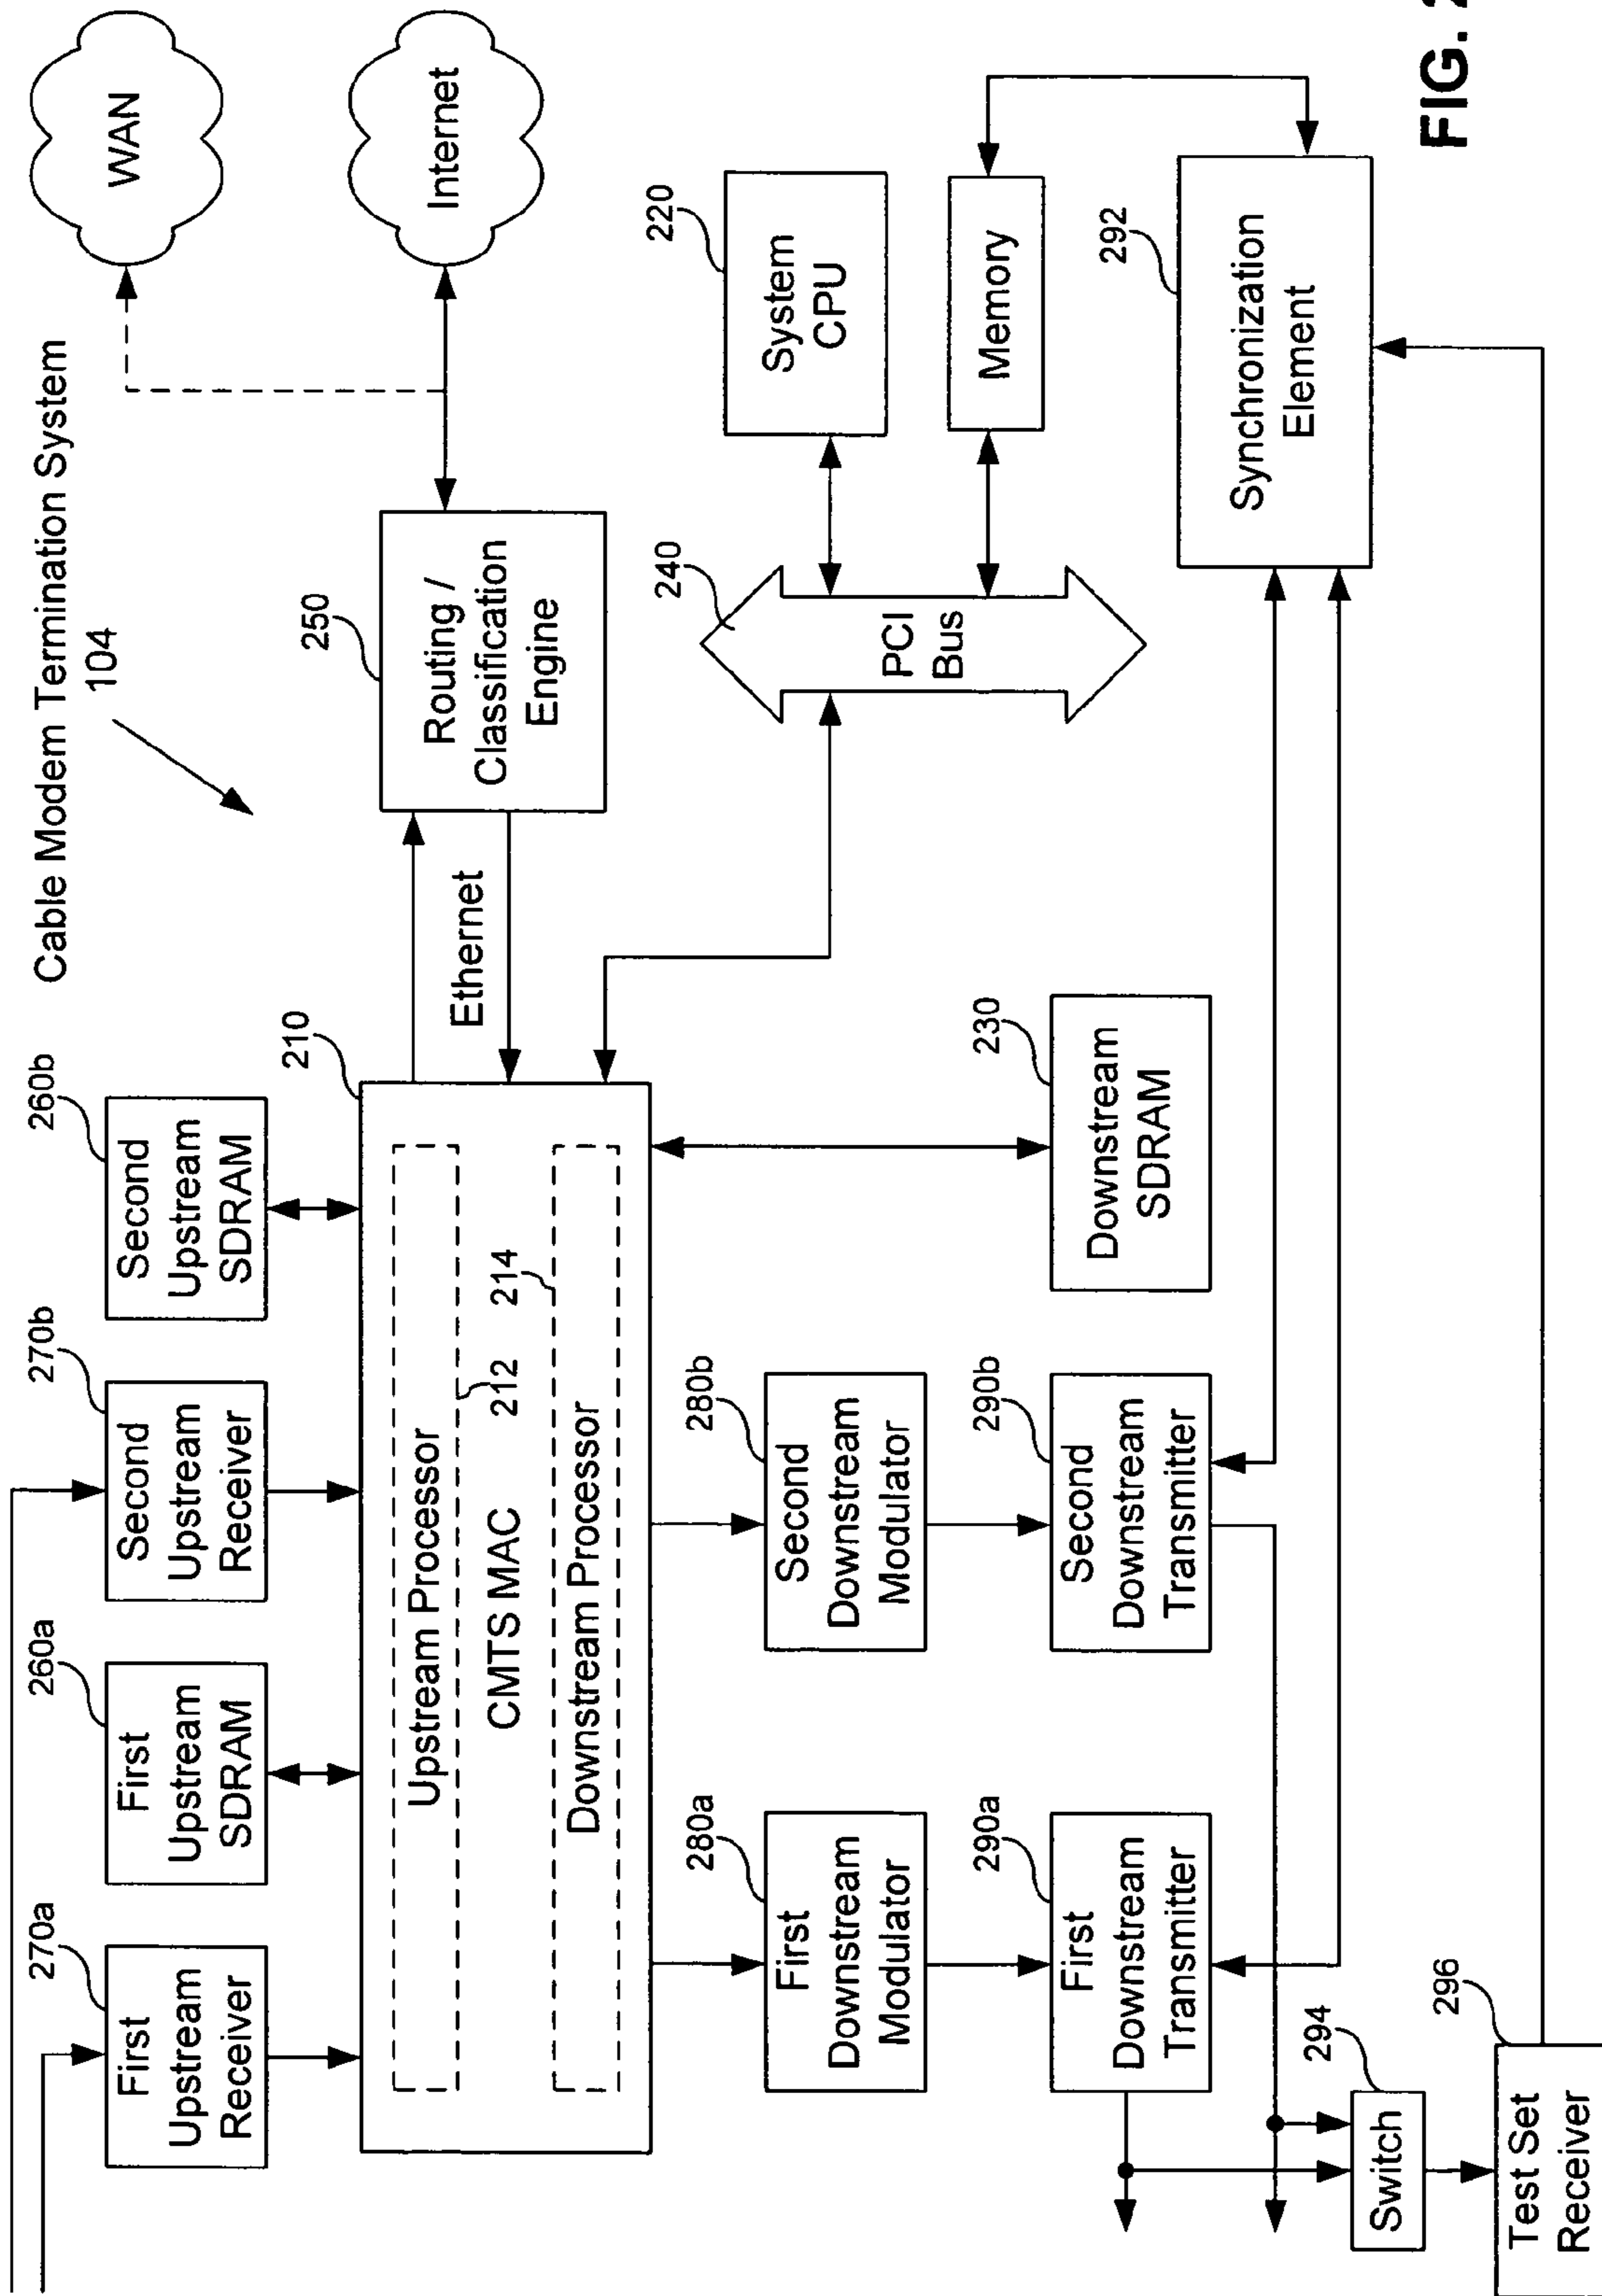 Cable Modem Termination System
104
WAN
Internet
270a
First
Upstream
Receiver
260a
First
Upstream
SDRAM
270b
Second
Upstream
Receiver
260b
Second
Upstream
SDRAM
210
Upstream Processor
212
CMTS MAC
214
Downstream Processor
Ethernet
250
Routing /
Classification
Engine
280a
First
Downstream
Modulator
280b
Second
Downstream
Modulator
240
PCI
Bus
220
System
CPU
290a
First
Downstream
Transmitter
290b
Second
Downstream
Transmitter
230
Downstream
SDRAM
Memory
292
Synchronization
Element
294
Switch
296
Test Set
Receiver
FIG. 2